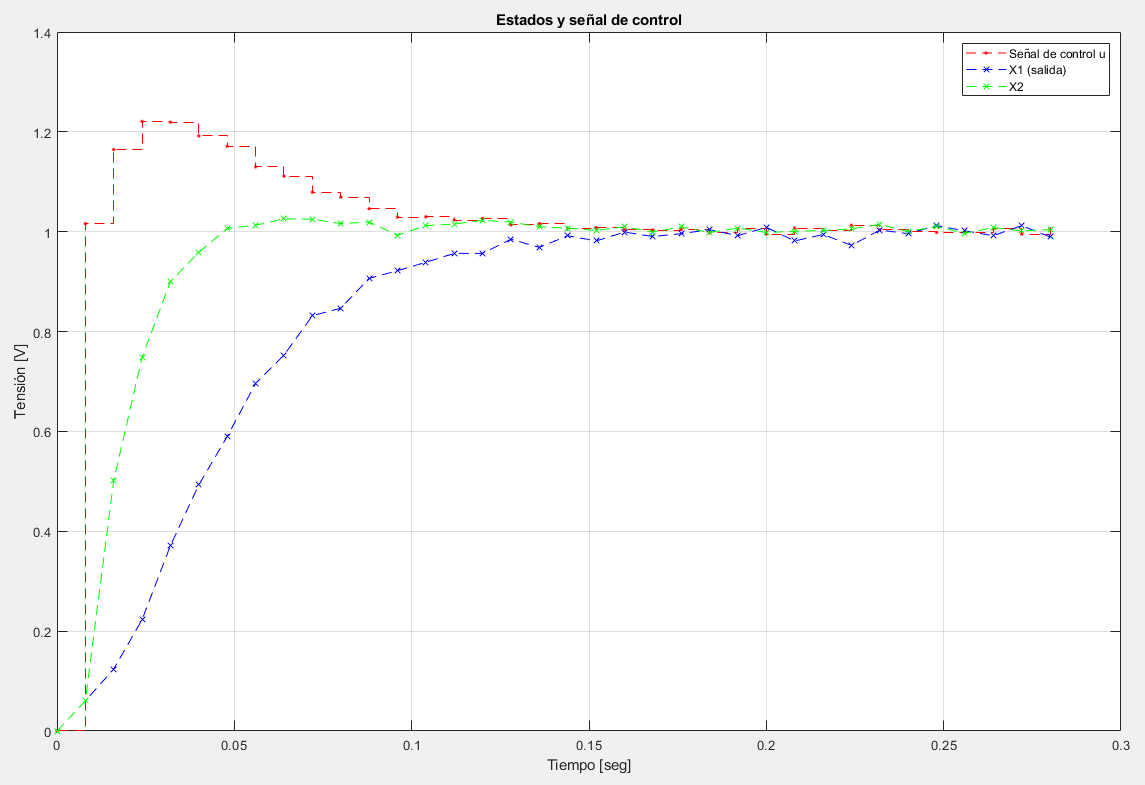 Estados y señal de control
Señal de control u
X1 (salida)
X2
1.4
1.2
1
0.8
0.6
0.4
0.2
0
Tensión [V]
0
0.05
0.1
0.15
0.2
0.25
0.3
Tiempo [seg]